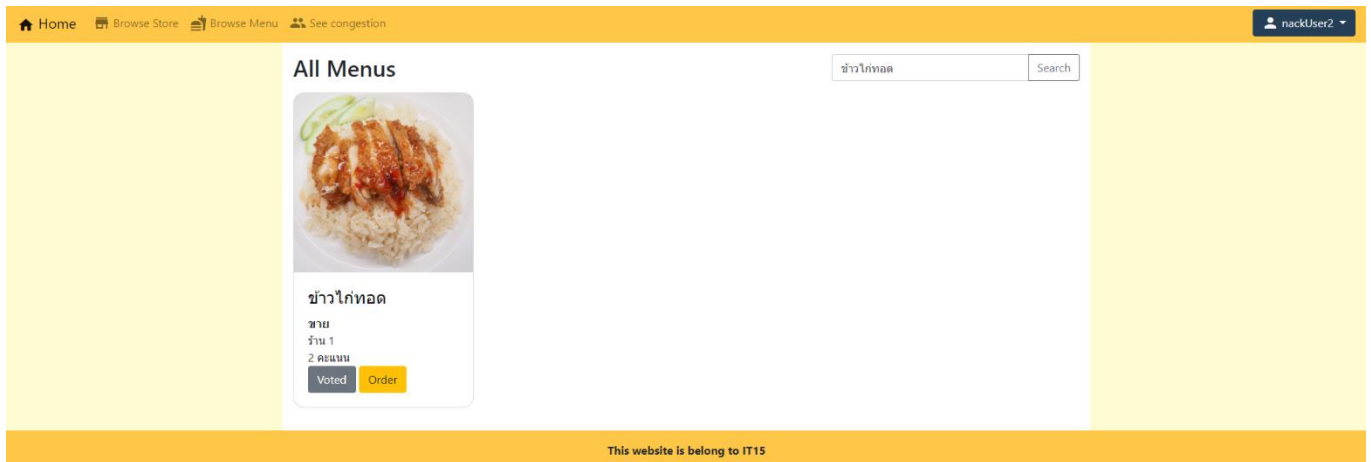 Home Browse Store Browse Menu See congestion nackUser2
All Menus ข้าวไก่ทอด Search
ข้าวไก่ทอด
ขาย
ร้าน 1
2 คะแนน
Voted Order
This website is belong to IT15